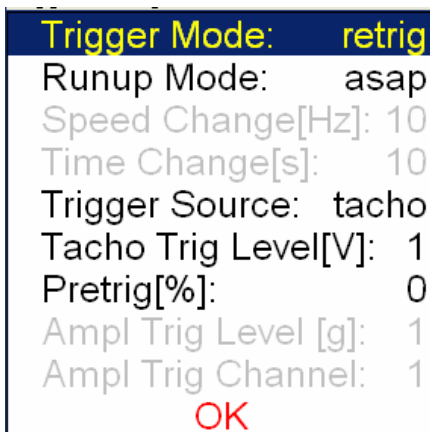 Trigger Mode: retrig
Runup Mode: asap
Speed Change[Hz]: 10
Time Change[s]: 10
Trigger Source: tacho
Tacho Trig Level[V]: 1
Pretrig[%]: 0
Ampl Trig Level [g]: 1
Ampl Trig Channel: 1
OK